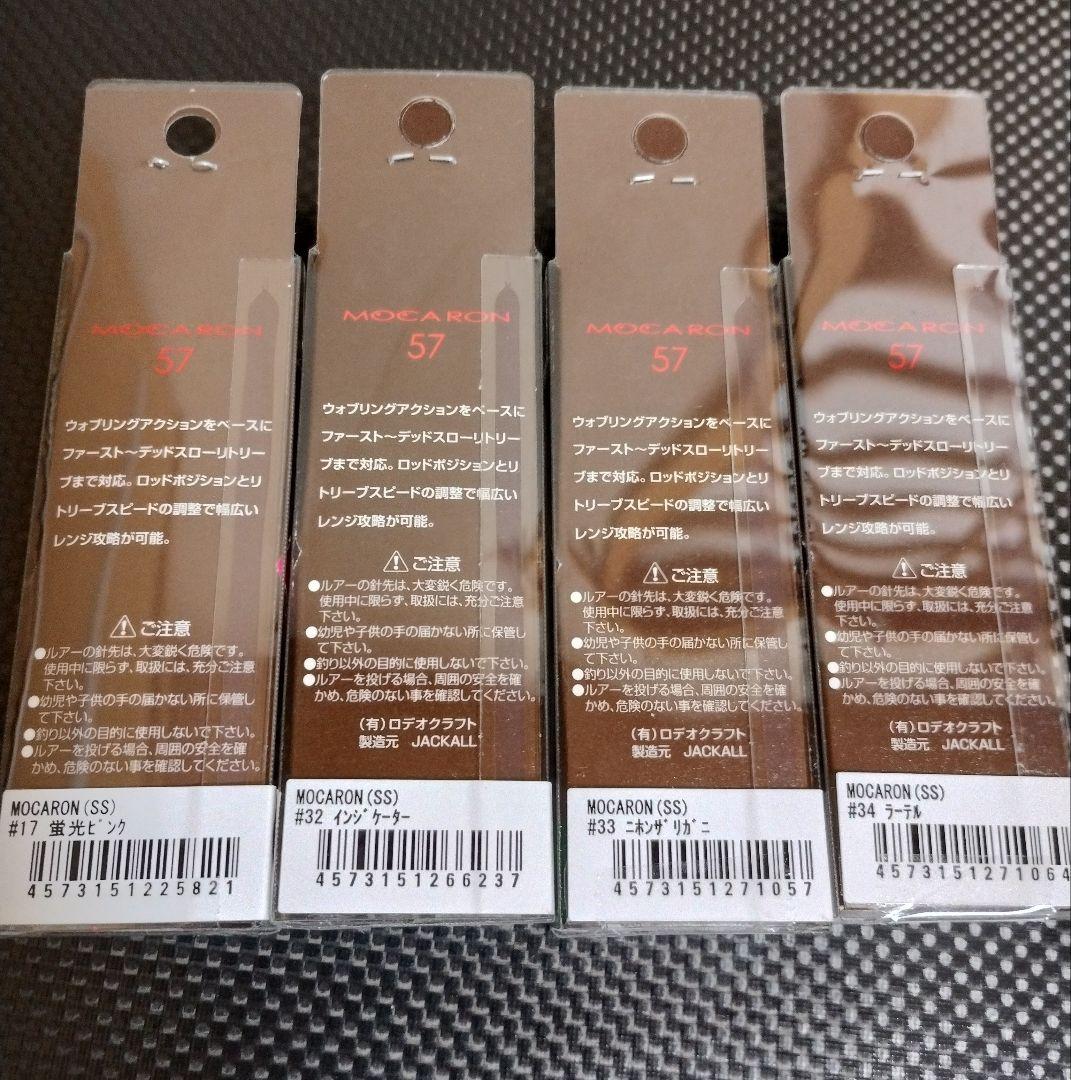 MOCARON
57
ウォブリングアクションをベースに
ファースト～デッドスローリトリー
ブまで対応。ロッドポジションとリ
トリーブスピードの調整で幅広い
レンジ攻略が可能。
⚠ご注意
●ルアーの針先は、大変鋭く危険です。
使用中に限らず、取扱には、充分ご注意
下さい。
●幼児や子供の手の届かない所に保管し
て下さい。
●釣り以外の目的に使用しないで下さい。
●ルアーを投げる場合、周囲の安全を確
かめ、危険のない事を確認してください。
MOCARON(SS)
#17 蛍光ピンク
4573151225821
MOCARON
57
ウォブリングアクションをベースに
ファースト～デッドスローリトリー
ブまで対応。ロッドポジションとリ
トリーブスピードの調整で幅広い
レンジ攻略が可能。
⚠ご注意
●ルアーの針先は、大変鋭く危険です。
使用中に限らず、取扱には、充分ご注意
下さい。
●幼児や子供の手の届かない所に保管し
て下さい。
●釣り以外の目的に使用しないで下さい。
●ルアーを投げる場合、周囲の安全を確
かめ、危険のない事を確認してください。
(有)ロデオクラフト
製造元 JACKALL
MOCARON(SS)
#32 インジケーター
4573151266237
MOCARON
57
ウォブリングアクションをベースに
ファースト～デッドスローリトリー
ブまで対応。ロッドポジションとリ
トリーブスピードの調整で幅広い
レンジ攻略が可能。
⚠ご注意
●ルアーの針先は、大変鋭く危険です。
使用中に限らず、取扱には、充分ご注意
下さい。
●幼児や子供の手の届かない所に保管し
て下さい。
●釣り以外の目的に使用しないで下さい。
●ルアーを投げる場合、周囲の安全を確
かめ、危険のない事を確認してください。
(有)ロデオクラフト
製造元 JACKALL
MOCARON(SS)
#33 ニホンザリガニ
4573151271057
MOCARON
57
ウォブリングアクションをベースに
ファースト～デッドスローリトリー
ブまで対応。ロッドポジションとリ
トリーブスピードの調整で幅広い
レンジ攻略が可能。
⚠ご注意
●ルアーの針先は、大変鋭く危険です。
使用中に限らず、取扱には、充分ご注意
下さい。
●幼児や子供の手の届かない所に保管し
て下さい。
●釣り以外の目的に使用しないで下さい。
●ルアーを投げる場合、周囲の安全を確
かめ、危険のない事を確認してください。
(有)ロデオクラフト
製造元 JACKALL
MOCARON(SS)
#34 ラーテル
4573151271064